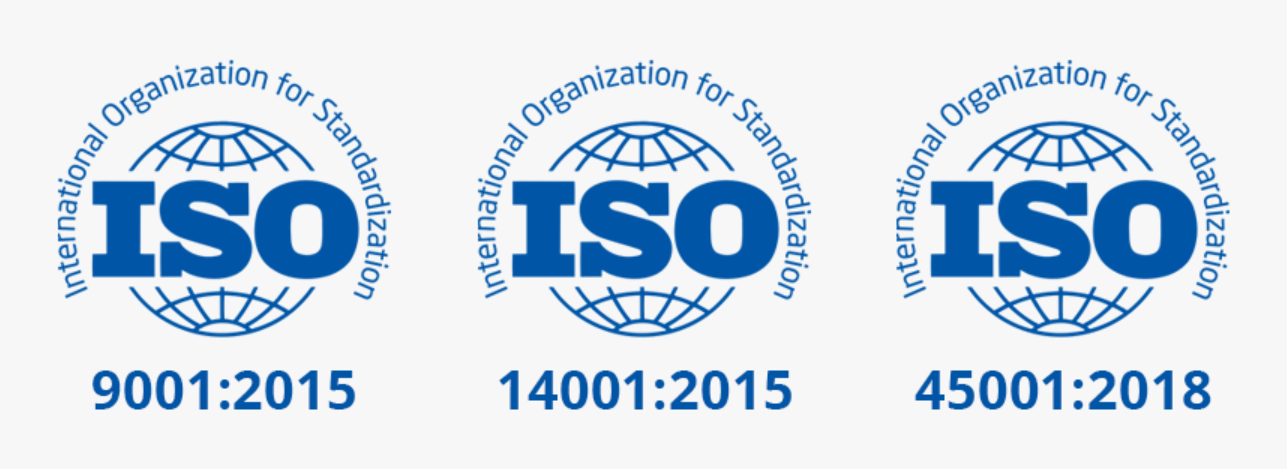 International Organization for Standardization
ISO
9001:2015
International Organization for Standardization
ISO
14001:2015
International Organization for Standardization
ISO
45001:2018